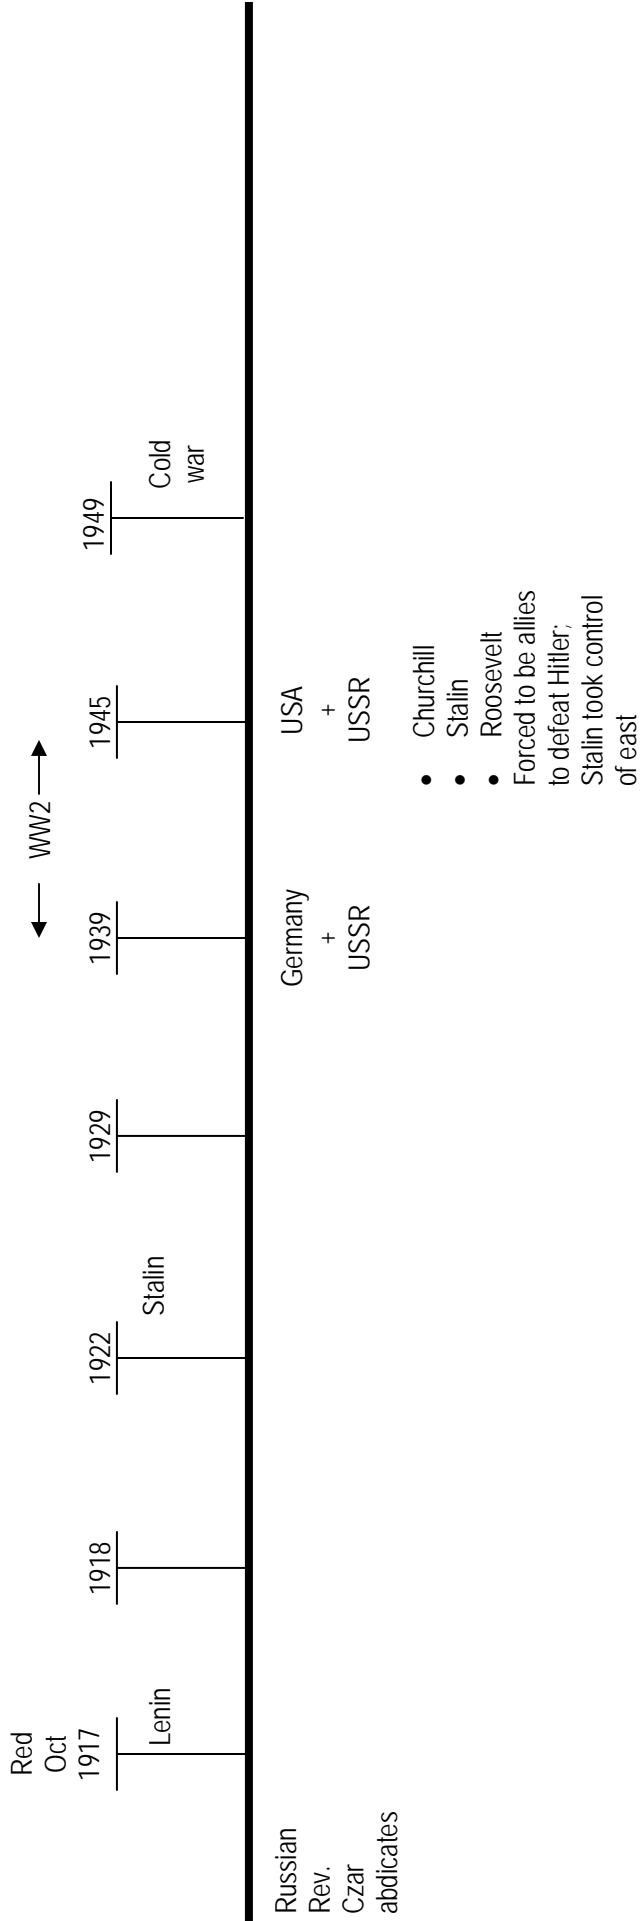 Red
Oct
1917
Lenin
1918
1922
Stalin
1929
1939
← WW2 →
1945
1949
Cold
war
Russian
Rev.
Czar
abdicates
Germany
+
USSR
USA
+
USSR
• Churchill
• Stalin
• Roosevelt
Forced to be allies
to defeat Hitler;
Stalin took control
of east